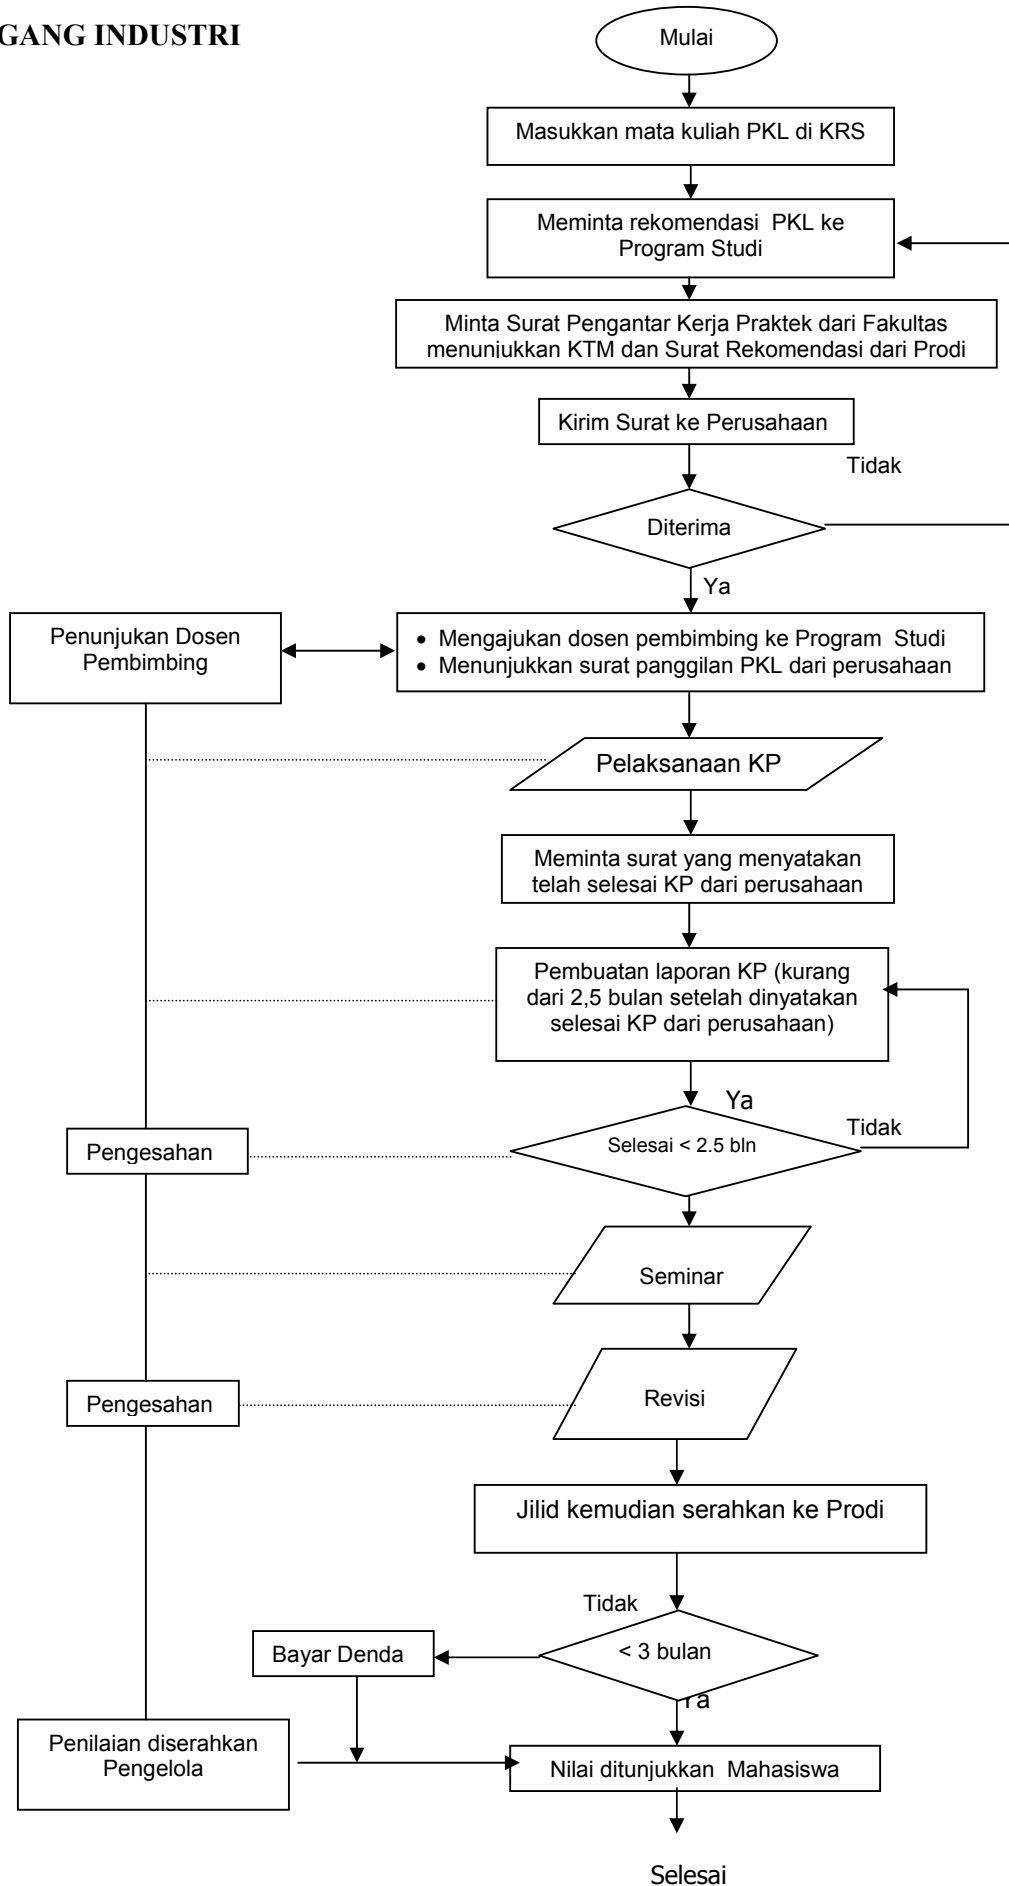 GANG INDUSTRI
Mulai
Masukkan mata kuliah PKL di KRS
Meminta rekomendasi PKL ke
Program Studi
Minta Surat Pengantar Kerja Praktek dari Fakultas
menunjukkan KTM dan Surat Rekomendasi dari Prodi
Kirim Surat ke Perusahaan
Tidak
Diterima
Ya
Penunjukan Dosen
Pembimbing
• Mengajukan dosen pembimbing ke Program Studi
• Menunjukkan surat panggilan PKL dari perusahaan
Pelaksanaan KP
Meminta surat yang menyatakan
telah selesai KP dari perusahaan
Pembuatan laporan KP (kurang
dari 2,5 bulan setelah dinyatakan
selesai KP dari perusahaan)
Ya
Tidak
Selesai < 2.5 bln
Pengesahan
Seminar
Revisi
Pengesahan
Jilid kemudian serahkan ke Prodi
Tidak
< 3 bulan
Bayar Denda
Ya
Penilaian diserahkan
Pengelola
Nilai ditunjukkan Mahasiswa
Selesai